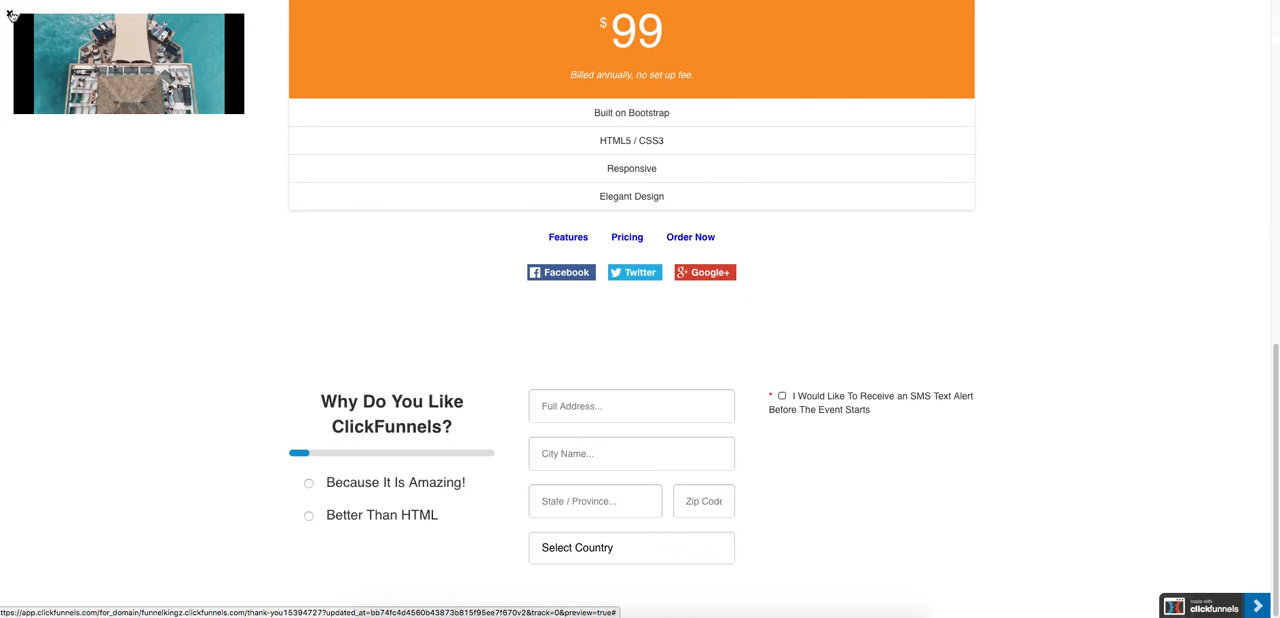 $ 99
Billed annually, no set up fee.
Built on Bootstrap
HTML5 / CSS3
Responsive
Elegant Design
Features Pricing Order Now
Facebook Twitter Google+
Why Do You Like
ClickFunnels?
Because It Is Amazing!
Better Than HTML
Full Address...
City Name...
State / Province... Zip Code
Select Country
* I Would Like To Receive an SMS Text Alert
Before The Event Starts
ttps://app.clickfunnels.com/for_domain/funnelkingz.clickfunnels.com/thank-you15394727?updated_at=bb74fc4d4560b43873b815f95ee7f670v2&track=0&preview=true#
made with
clickfunnels